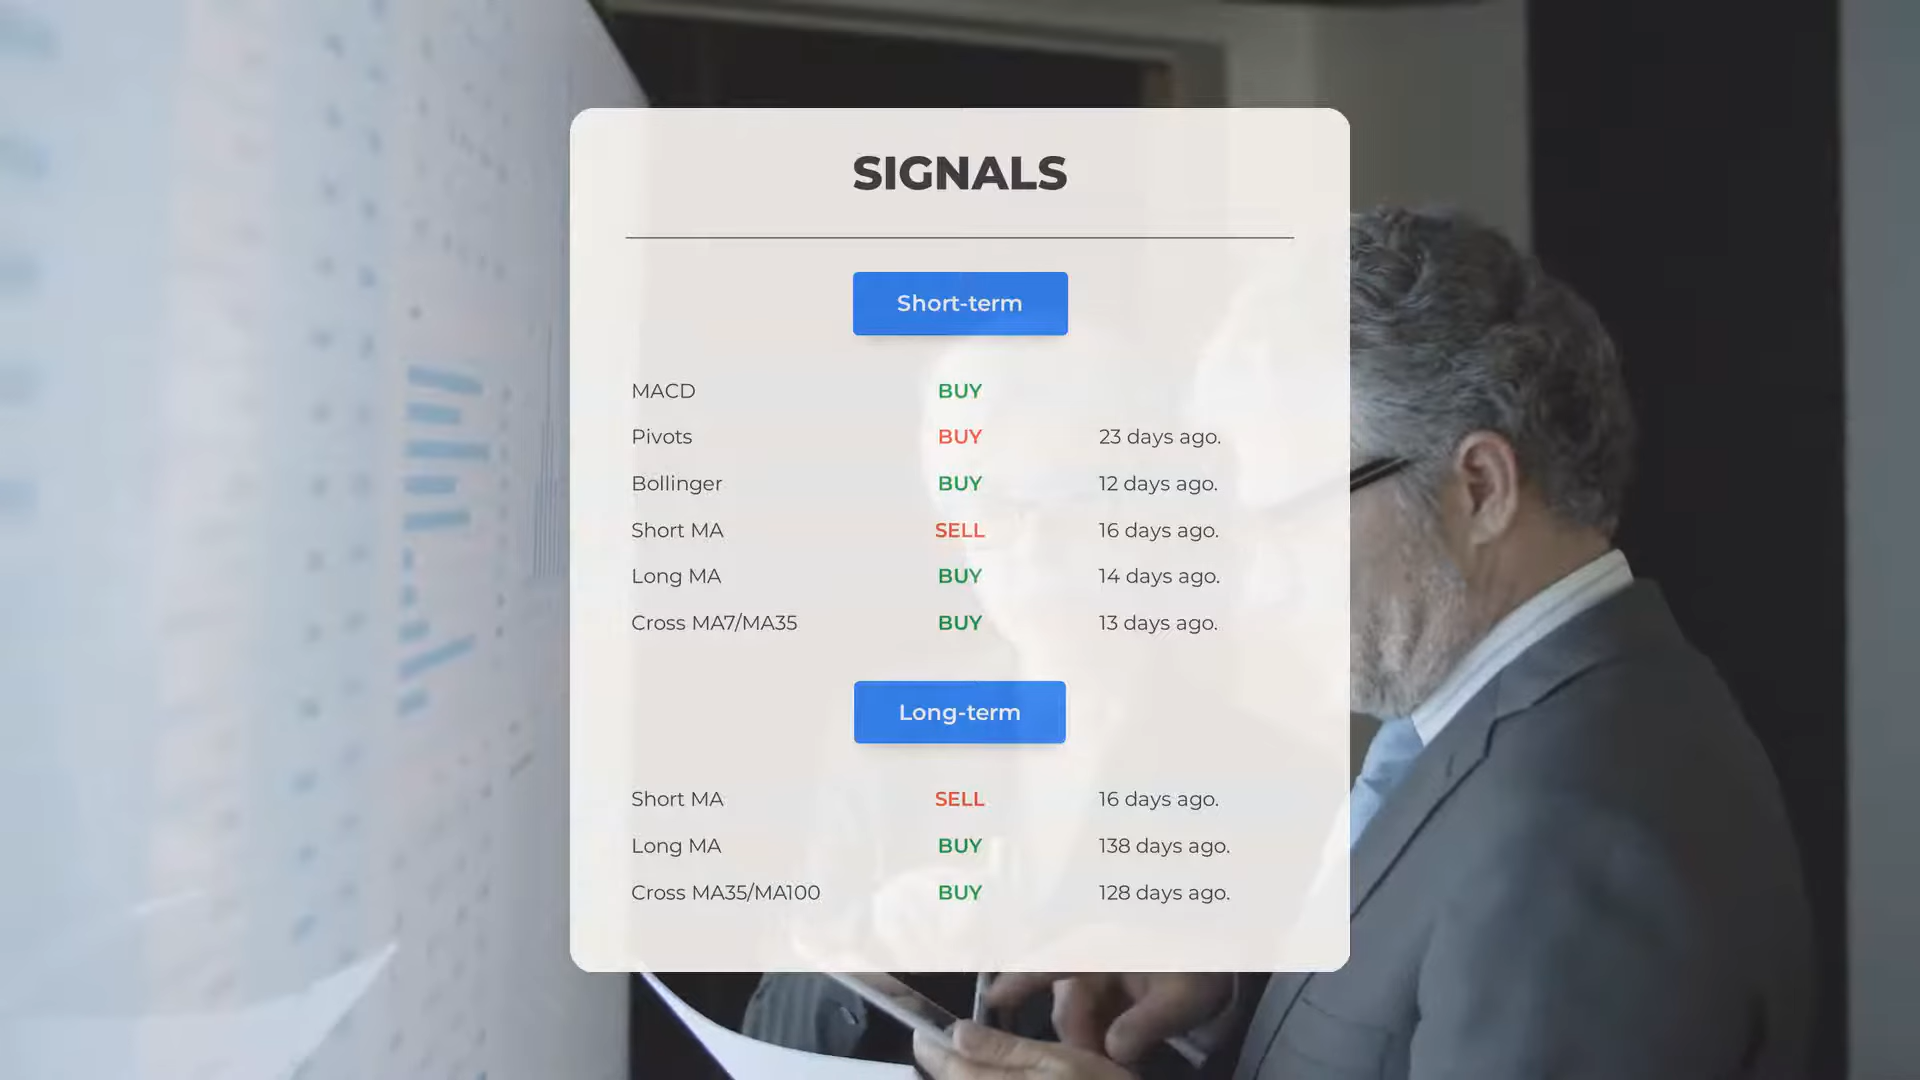 SIGNALS
Short-term
MACD BUY
Pivots BUY 23 days ago.
Bollinger BUY 12 days ago.
Short MA SELL 16 days ago.
Long MA BUY 14 days ago.
Cross MA7/MA35 BUY 13 days ago.
Long-term
Short MA SELL 16 days ago.
Long MA BUY 138 days ago.
Cross MA35/MA100 BUY 128 days ago.